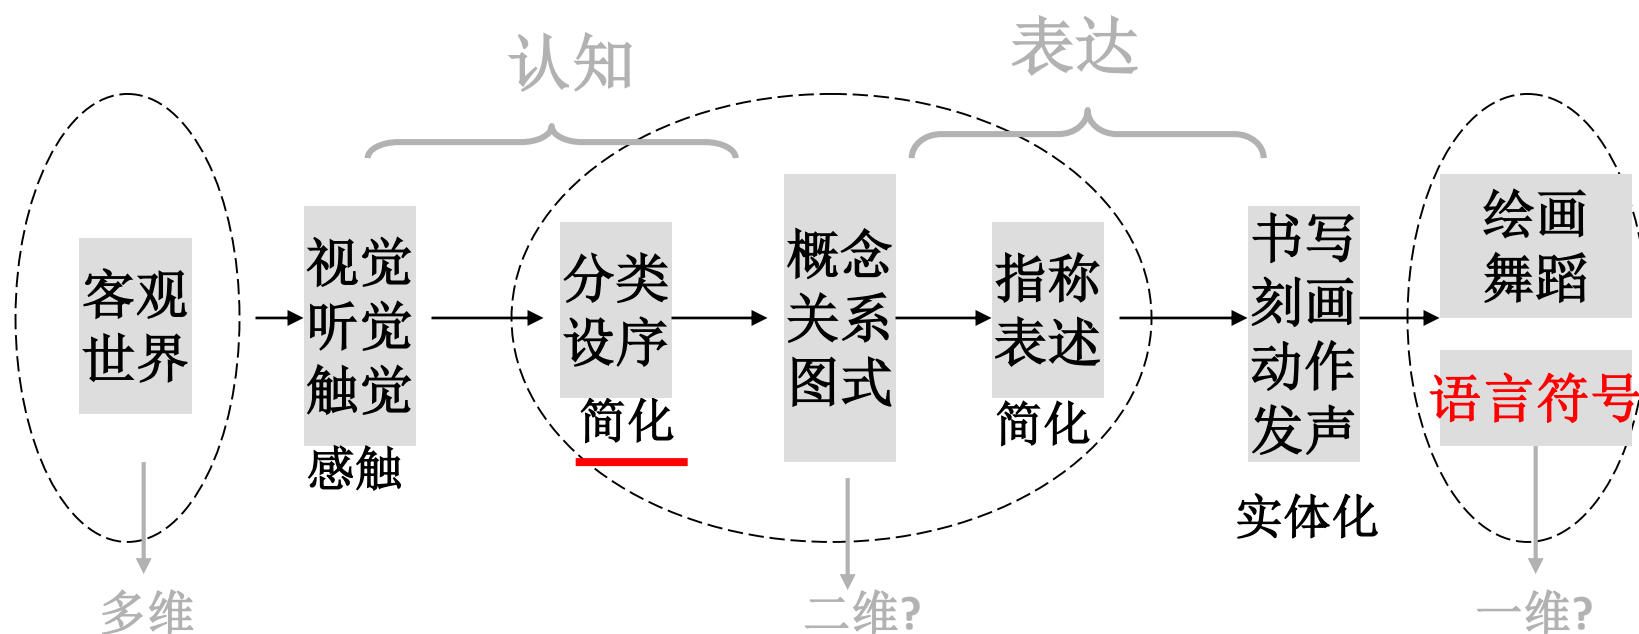 认知
表达
客观
世界
视觉
听觉
触觉
感触
分类
设序
简化
概念
关系
图式
指称
表述
简化
书写
刻画
动作
发声
实体化
绘画
舞蹈
语言符号
多维
二维?
一维?